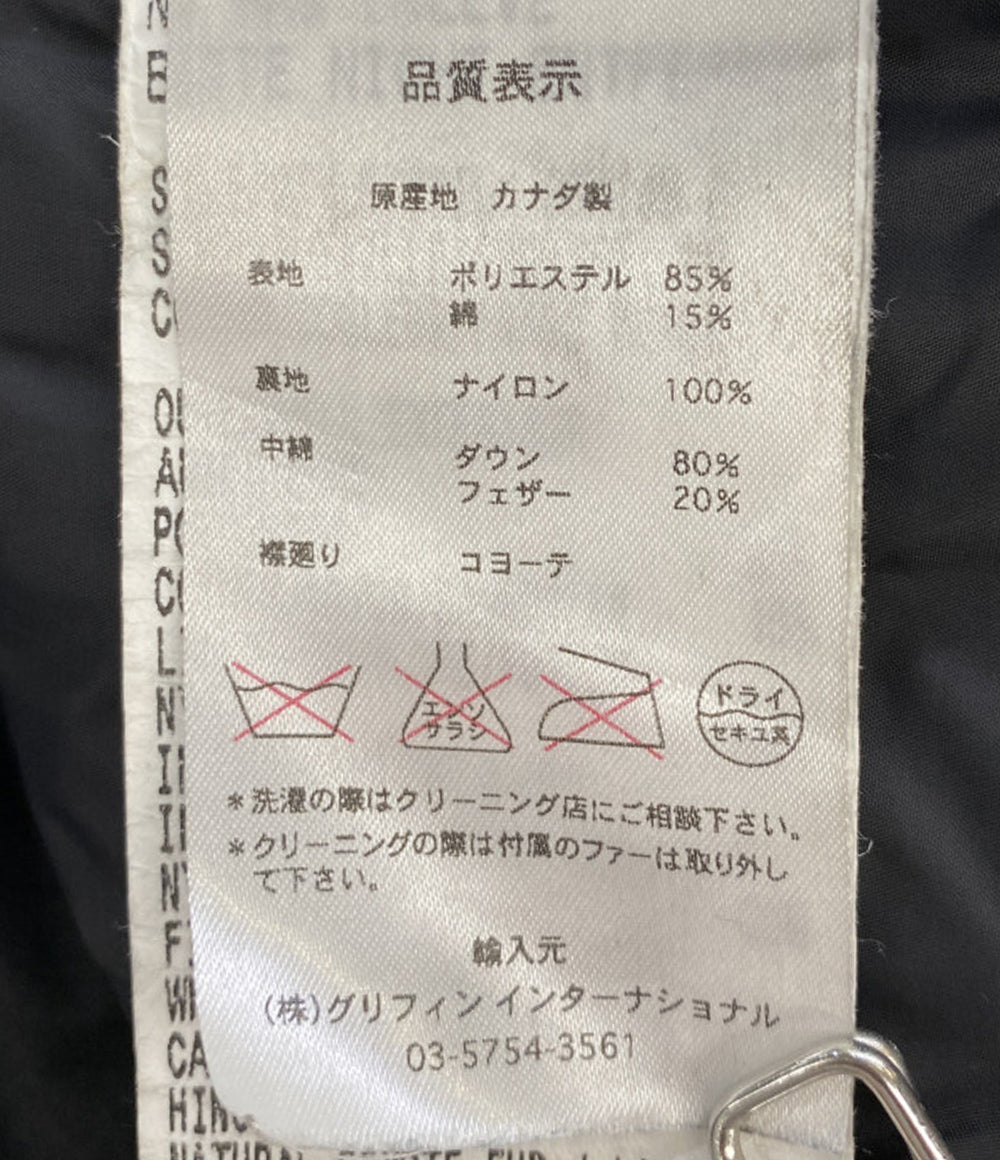 品質表示
原産地 カナダ製
表地 ポリエステル 85%
綿 15%
裏地 ナイロン 100%
中綿 ダウン 80%
フェザー 20%
襟廻り コヨーテ
エンソ
サラシ
ドライ
セキユ系
*洗濯の際はクリーニング店にご相談下さい。
*クリーニングの際は付属のファーは取り外し
て下さい。
輸入元
(株)グリフィン インターナショナル
03-5754-3561